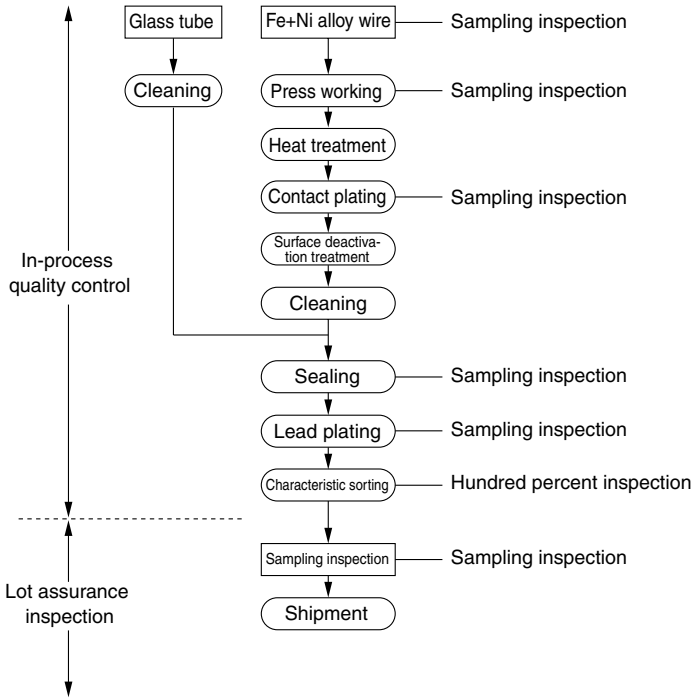 Glass tube
Fe+Ni alloy wire
Sampling inspection
Cleaning
Press working
Sampling inspection
Heat treatment
Contact plating
Sampling inspection
Surface deactiva-
tion treatment
In-process
quality control
Cleaning
Sealing
Sampling inspection
Lead plating
Sampling inspection
Characteristic sorting
Hundred percent inspection
Sampling inspection
Sampling inspection
Lot assurance
inspection
Shipment